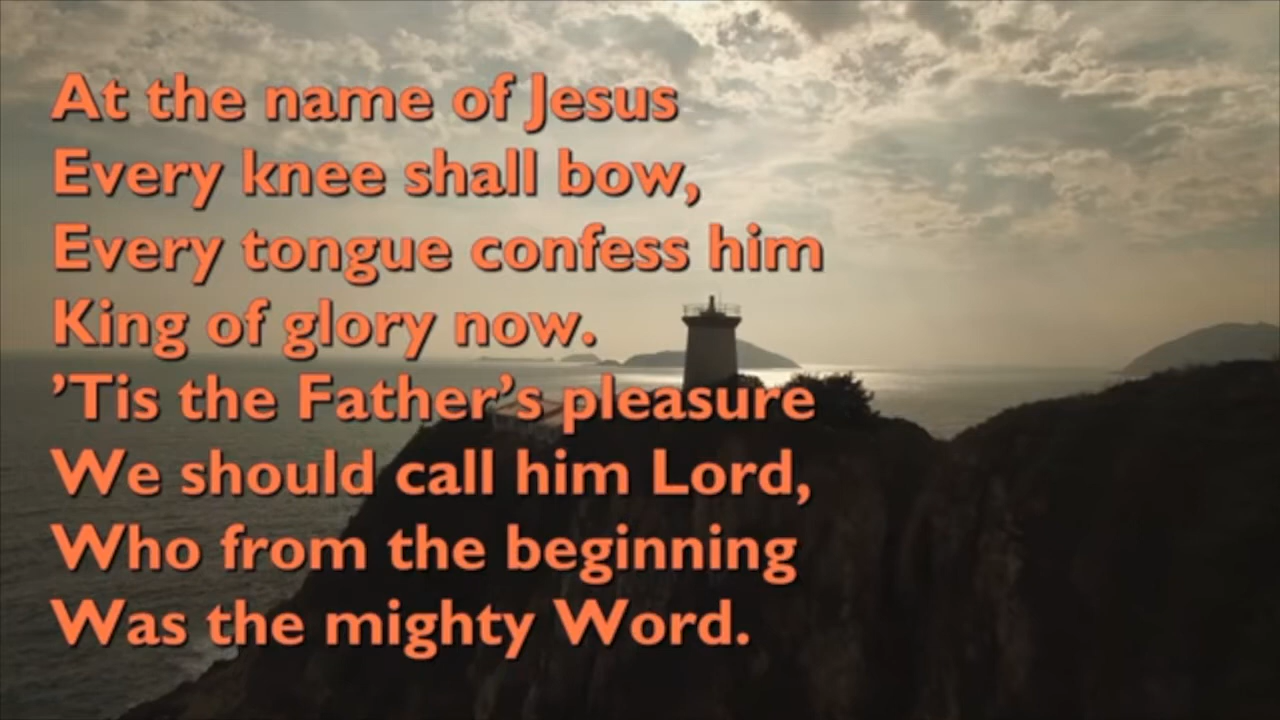 At the name of Jesus
Every knee shall bow,
Every tongue confess him
King of glory now.
’Tis the Father’s pleasure
We should call him Lord,
Who from the beginning
Was the mighty Word.